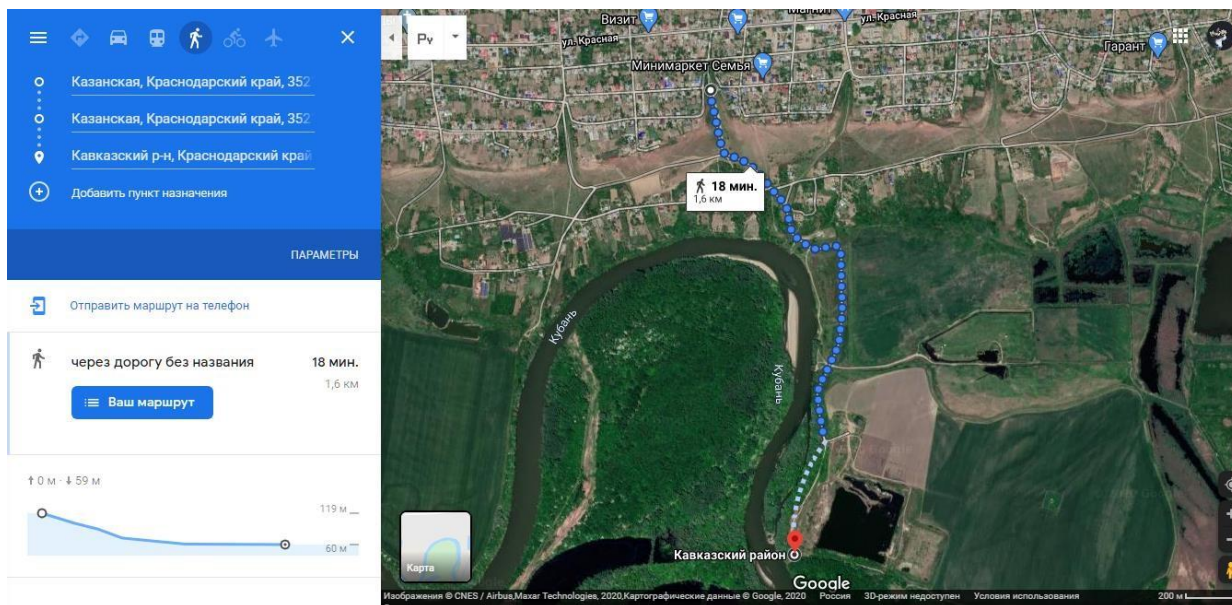 Казанская, Краснодарский край, 352
Казанская, Краснодарский край, 352
Кавказский р-н, Краснодарский край
Добавить пункт назначения
ПАРАМЕТРЫ
Отправить маршрут на телефон
через дорогу без названия
18 мин.
1,6 км
Ваш маршрут
0 м · 59 м
119 м
60 м
Визит
Магнит
ул. Красная
ул. Красная
Гарант
Минимаркет Семья
18 мин.
1,6 км
Кубань
Кубань
Кавказский район
Карта
Google
Изображения © CNES / Airbus,Maxar Technologies, 2020,Картографические данные © Google, 2020 Россия 3D-режим недоступен Условия использования 200 м